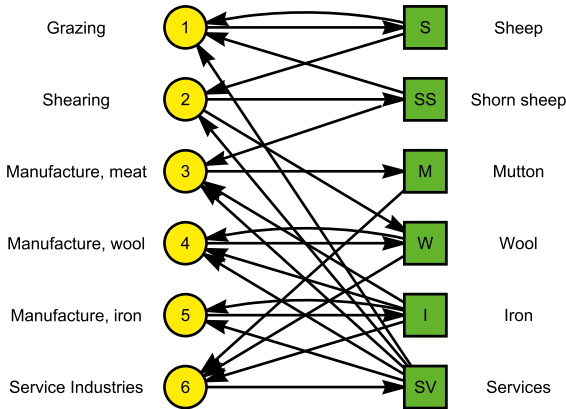 Grazing 1 S Sheep
Shearing 2 SS Shorn sheep
Manufacture, meat 3 M Mutton
Manufacture, wool 4 W Wool
Manufacture, iron 5 I Iron
Service Industries 6 SV Services